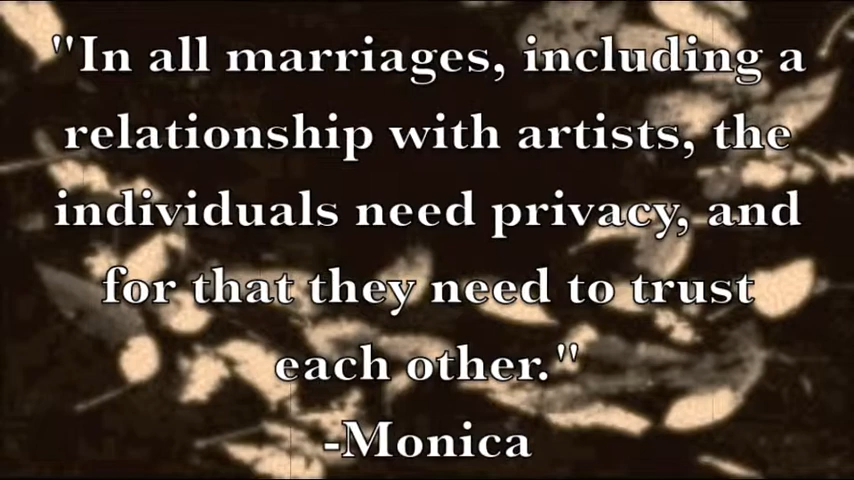 "In all marriages, including a
relationship with artists, the
individuals need privacy, and
for that they need to trust
each other."
-Monica